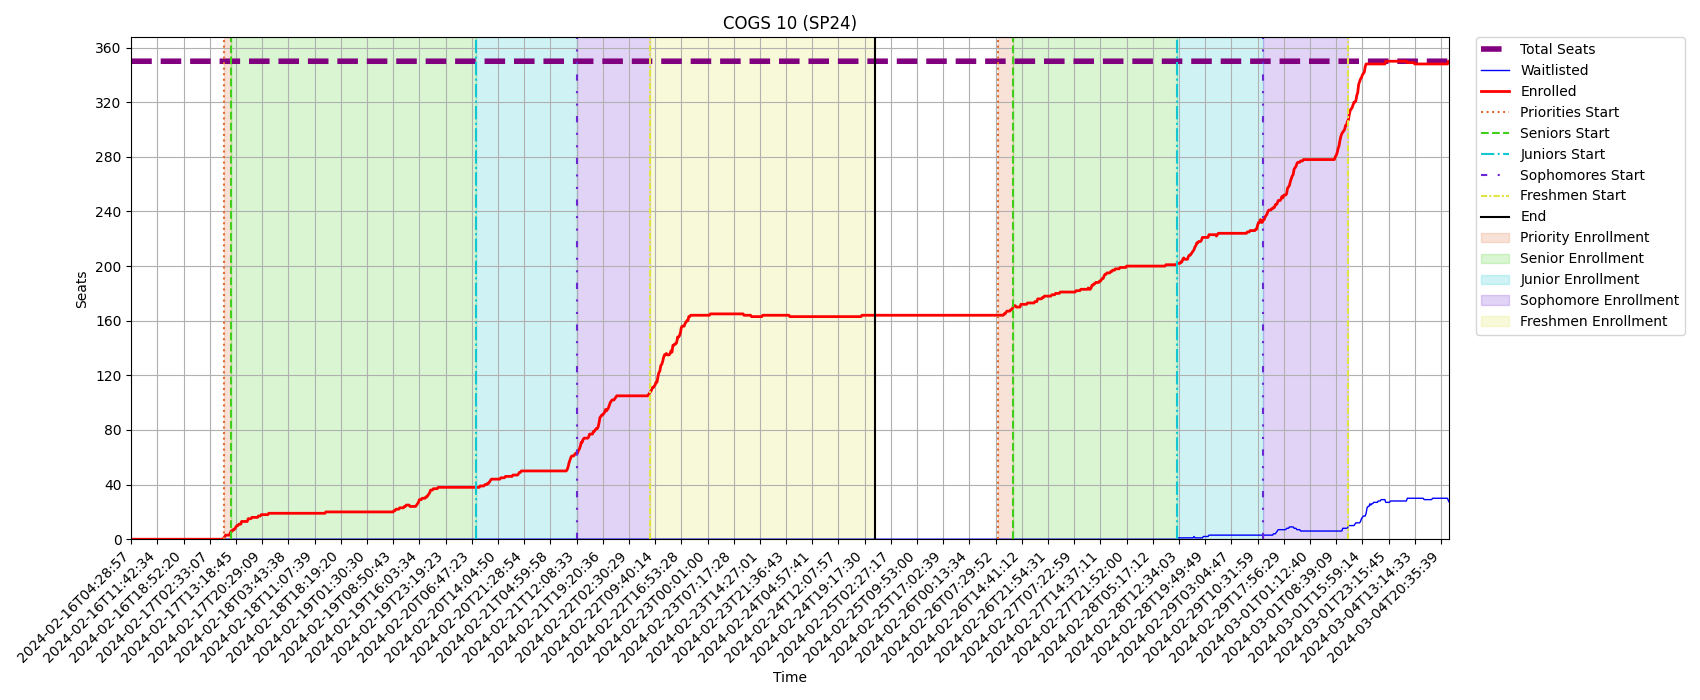 COGS 10 (SP24)
Seats
360
320
280
240
200
160
120
80
40
0
2024-02-16T04:28:57
2024-02-16T11:42:34
2024-02-16T18:52:20
2024-02-17T02:33:07
2024-02-17T13:18:45
2024-02-17T20:29:09
2024-02-18T03:43:38
2024-02-18T11:07:39
2024-02-18T18:19:20
2024-02-19T01:30:30
2024-02-19T08:50:43
2024-02-19T16:03:34
2024-02-19T23:19:23
2024-02-20T06:47:23
2024-02-20T14:04:50
2024-02-20T21:28:54
2024-02-21T04:59:58
2024-02-21T12:08:33
2024-02-21T19:20:36
2024-02-22T02:30:29
2024-02-22T09:40:14
2024-02-22T16:53:28
2024-02-23T00:01:00
2024-02-23T07:17:28
2024-02-23T14:27:01
2024-02-23T21:36:43
2024-02-24T04:57:41
2024-02-24T12:07:57
2024-02-24T19:17:30
2024-02-25T02:27:17
2024-02-25T09:53:00
2024-02-25T17:02:39
2024-02-26T00:13:34
2024-02-26T07:29:52
2024-02-26T14:41:12
2024-02-26T21:54:31
2024-02-27T07:22:59
2024-02-27T14:37:11
2024-02-27T21:52:00
2024-02-28T05:17:12
2024-02-28T12:34:03
2024-02-28T19:49:49
2024-02-29T03:04:47
2024-02-29T10:31:59
2024-02-29T17:56:29
2024-03-01T01:12:40
2024-03-01T08:39:09
2024-03-01T15:59:14
2024-03-01T23:15:45
2024-03-04T13:14:33
2024-03-04T20:35:39
Time
Total Seats
Waitlisted
Enrolled
Priorities Start
Seniors Start
Juniors Start
Sophomores Start
Freshmen Start
End
Priority Enrollment
Senior Enrollment
Junior Enrollment
Sophomore Enrollment
Freshmen Enrollment